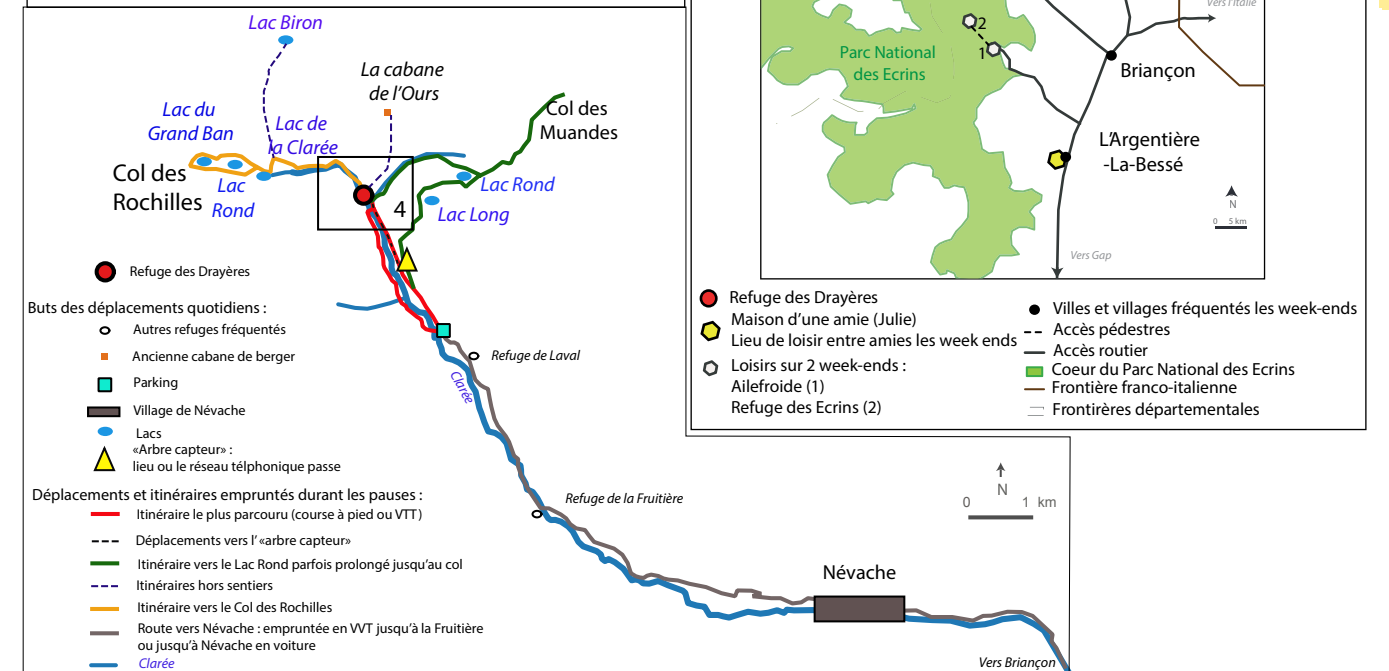 Lac Biron
La cabane
de l'Ours
Lac du
Grand Ban
Lac de
la Clarée
Col des
Muandes
Col des
Rochilles
Lac
Rond
Lac Rond
Lac Long
4
Refuge des Drayères
Buts des déplacements quotidiens :
Autres refuges fréquentés
Ancienne cabane de berger
Parking
Village de Névache
Lacs
«Arbre capteur» :
lieu ou le réseau télphonique passe
Déplacements et itinéraires empruntés durant les pauses :
Itinéraire le plus parcouru (course à pied ou VTT)
Déplacements vers l' «arbre capteur»
Itinéraire vers le Lac Rond parfois prolongé jusqu'au col
Itinéraires hors sentiers
Itinéraire vers le Col des Rochilles
Route vers Névache : empruntée en VVT jusqu'à la Fruitière
ou jusqu'à Névache en voiture
Clarée
Refuge de Laval
Clarée
Refuge de la Fruitière
Névache
Vers Briançon
N
0 1 km
Vers l'Italie
2
1
Parc National
des Ecrins
Briançon
L'Argentière
-La-Bessé
N
0 5 km
Vers Gap
Refuge des Drayères
Maison d'une amie (Julie)
Lieu de loisir entre amies les week ends
Loisirs sur 2 week-ends :
Ailefroide (1)
Refuge des Ecrins (2)
Villes et villages fréquentés les week-ends
Accès pédestres
Accès routier
Coeur du Parc National des Ecrins
Frontière franco-italienne
Frontirères départementales